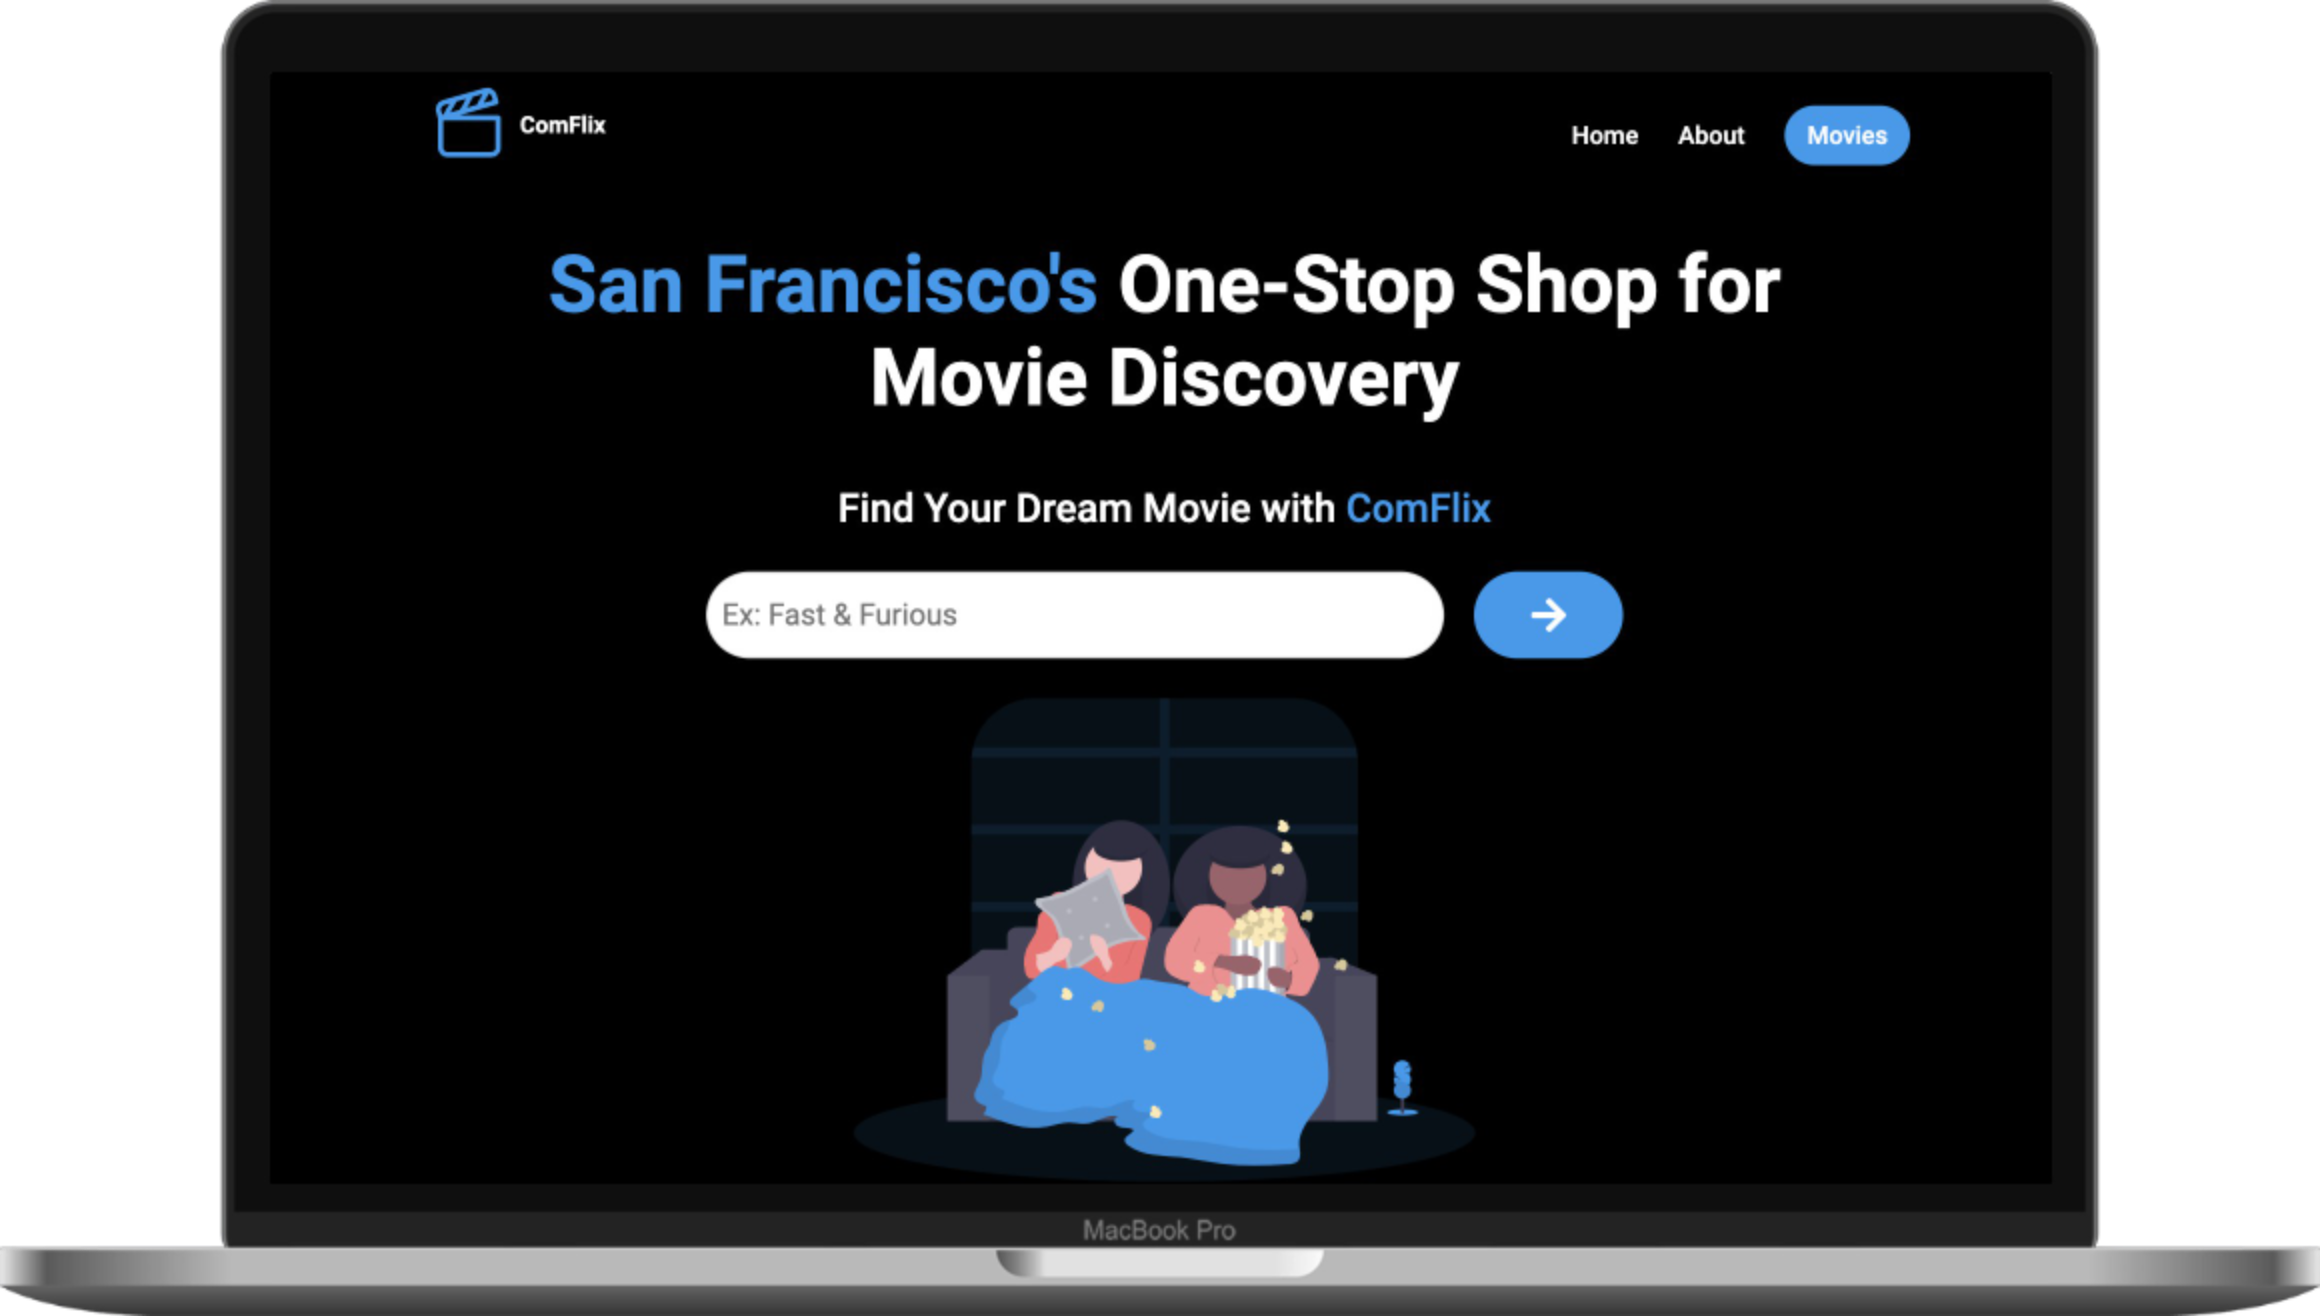 ComFlix
Home About Movies
San Francisco's One-Stop Shop for
Movie Discovery
Find Your Dream Movie with ComFlix
Ex: Fast & Furious
MacBook Pro